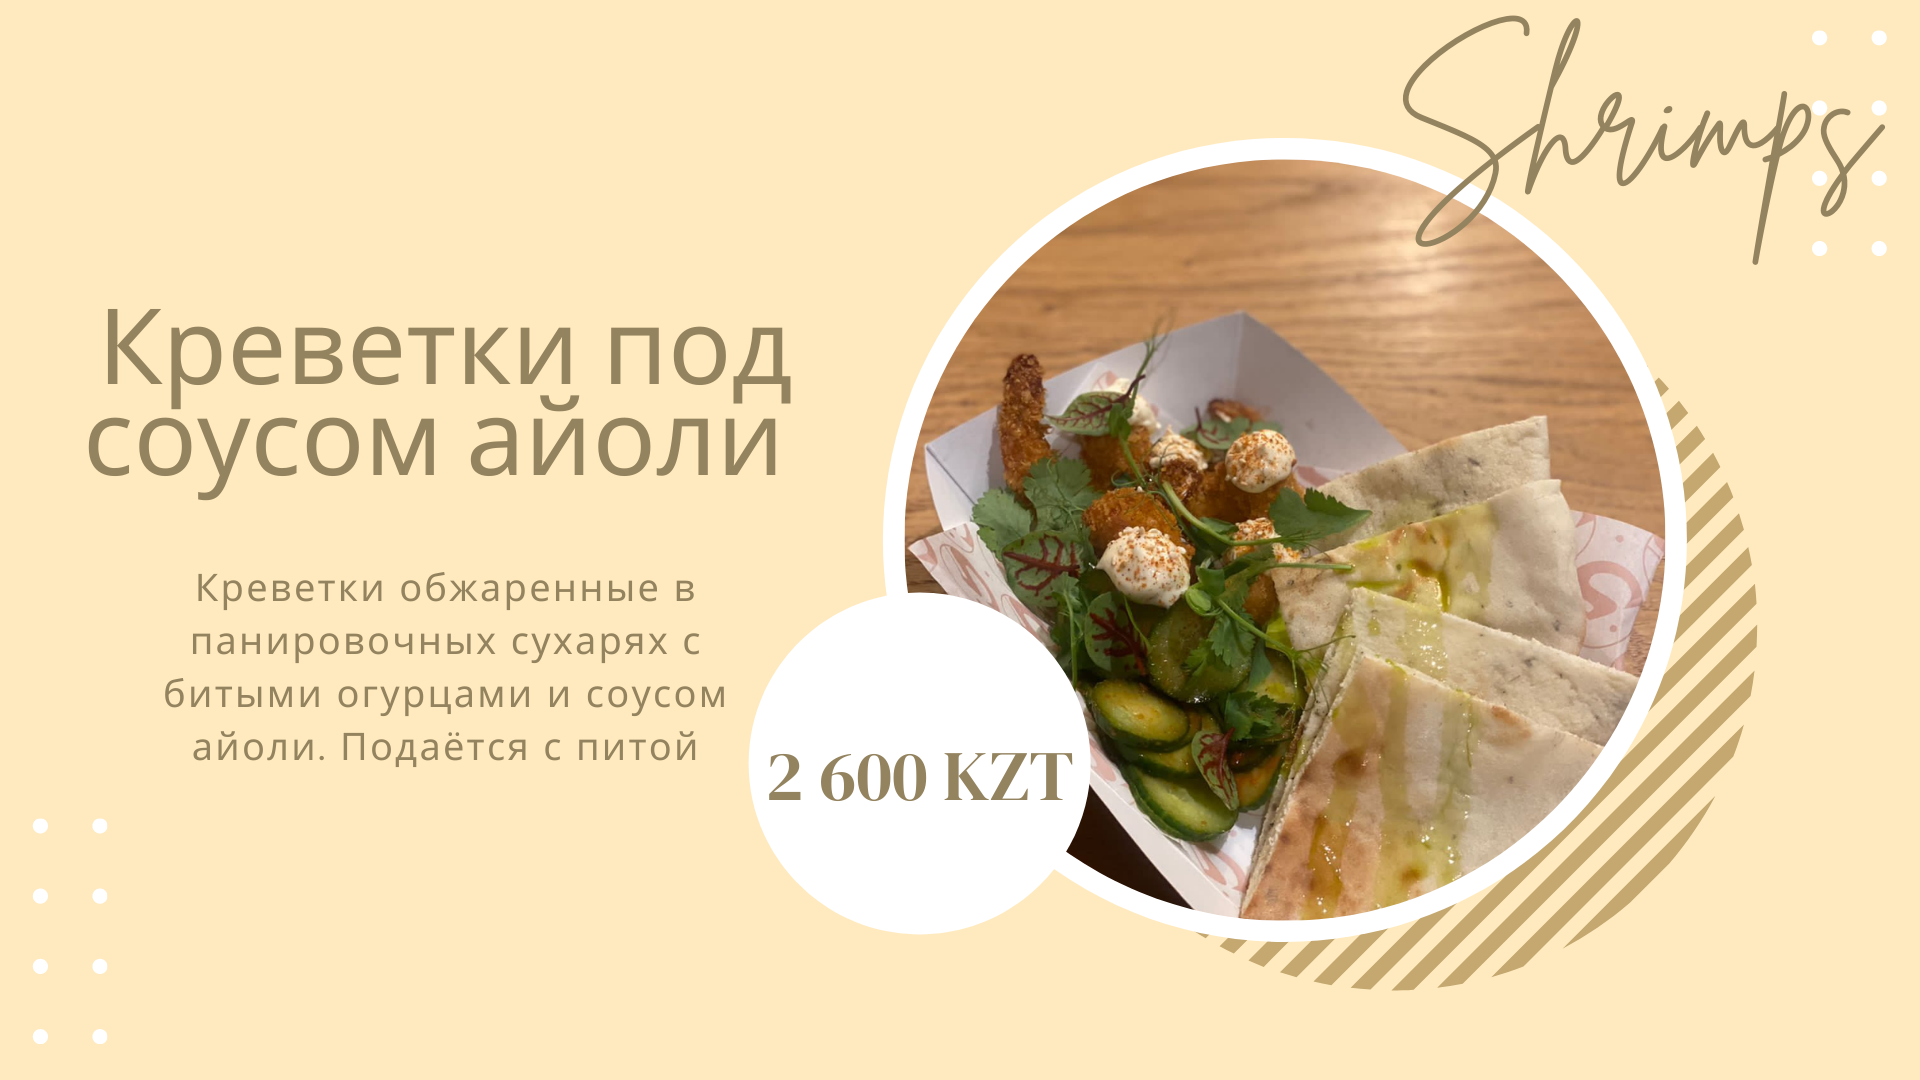 Shrimps
Креветки под
соусом айоли
Креветки обжаренные в
панировочных сухарях с
битыми огурцами и соусом
айоли. Подаётся с питой
2 600 KZT